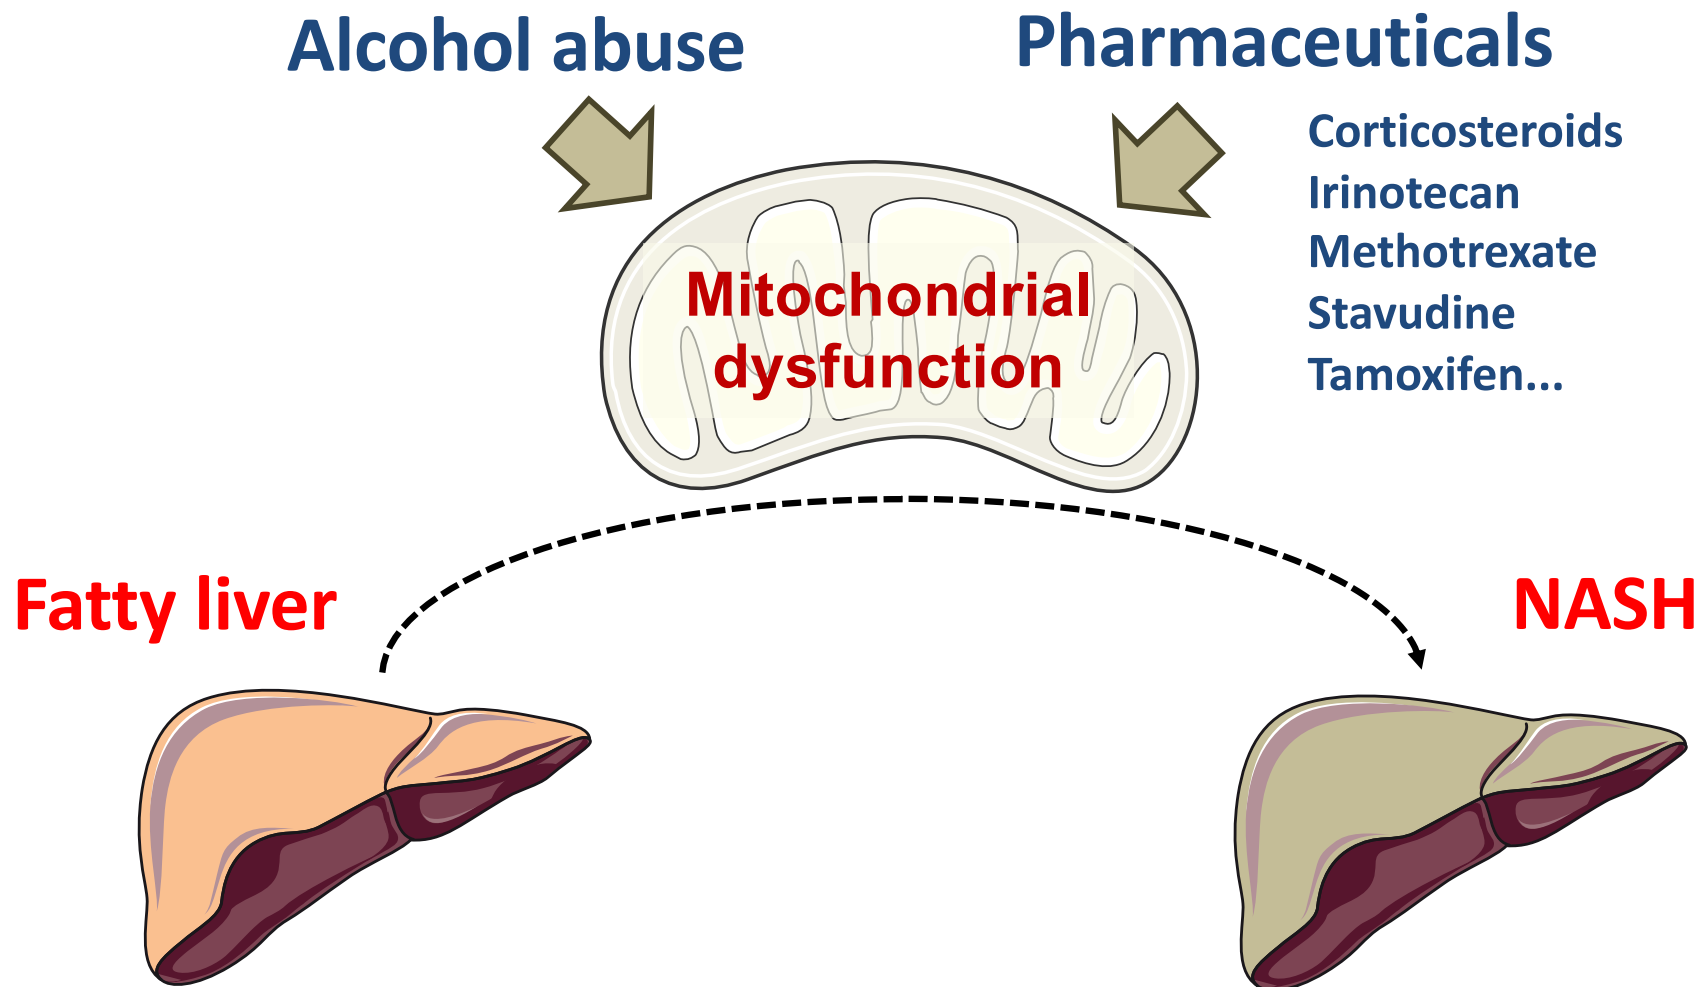 Alcohol abuse
Pharmaceuticals
Corticosteroids
Irinotecan
Methotrexate
Stavudine
Tamoxifen...
Mitochondrial
dysfunction
Fatty liver
NASH